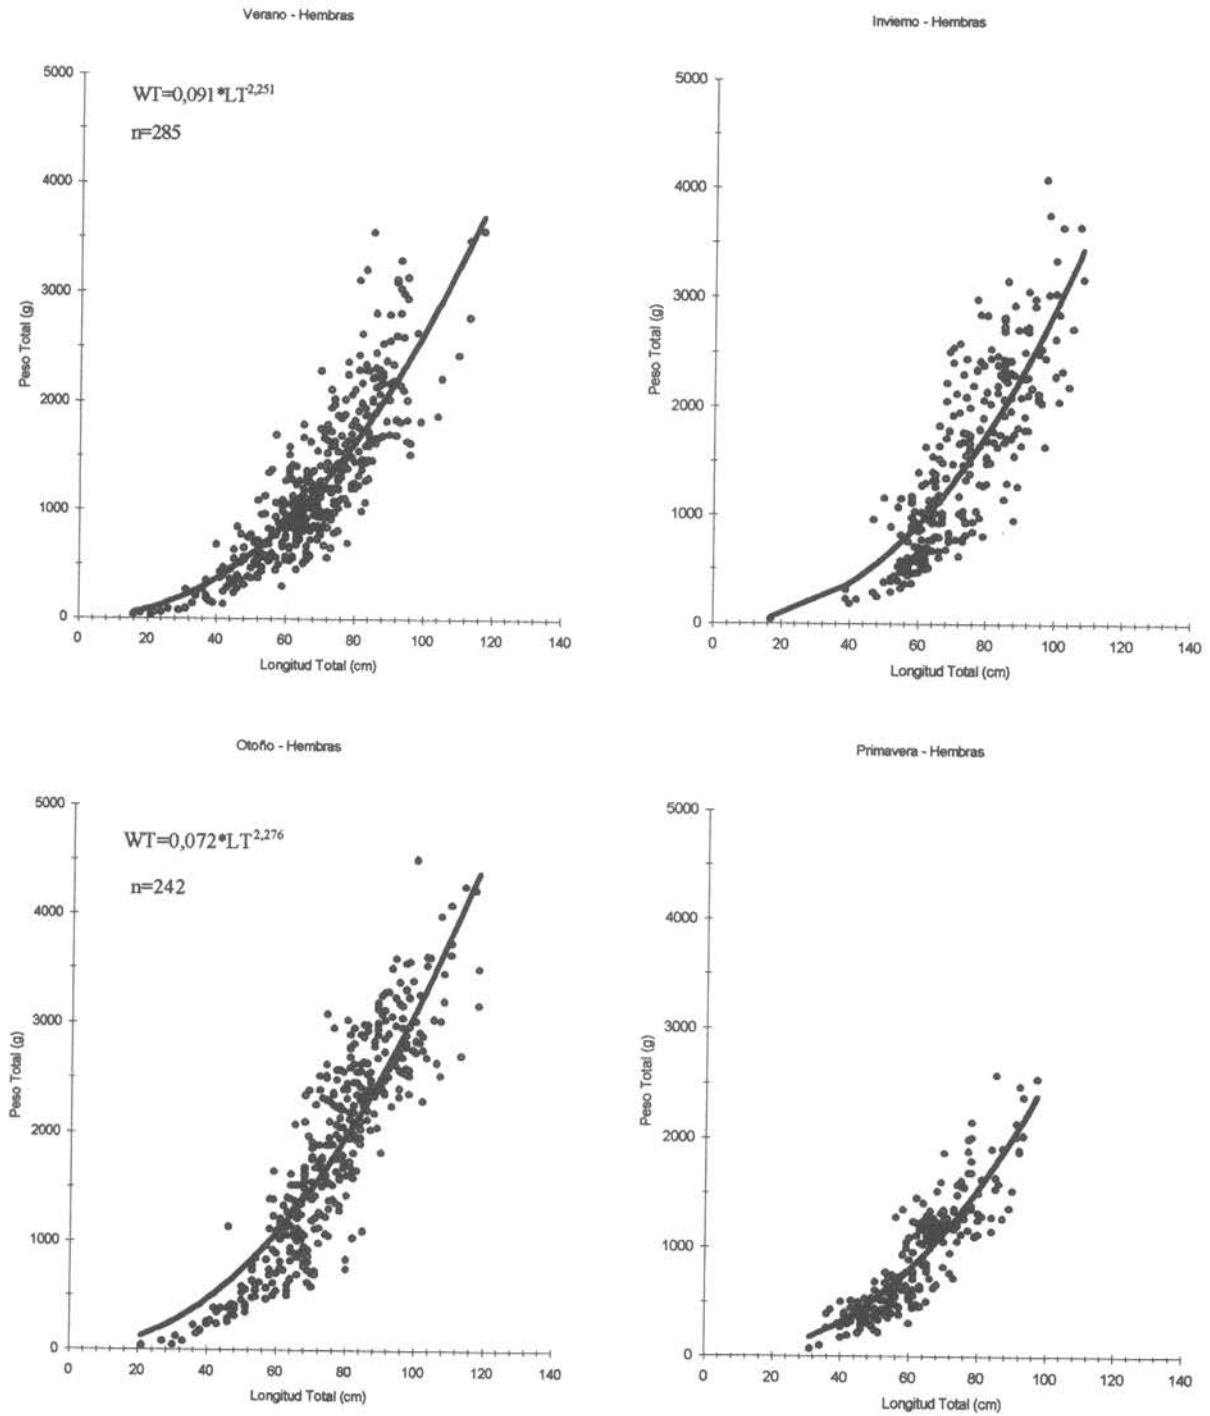 Verano - Hembras
5000
4000
3000
2000
1000
0
Peso Total (g)
WT=0,091*LT^2,251
n=285
0 20 40 60 80 100 120 140
Longitud Total (cm)
Invierno - Hembras
5000
4000
3000
2000
1000
0
Peso Total (g)
0 20 40 60 80 100 120 140
Longitud Total (cm)
Otoño - Hembras
5000
4000
3000
2000
1000
0
Peso Total (g)
WT=0,072*LT^2,276
n=242
0 20 40 60 80 100 120 140
Longitud Total (cm)
Primavera - Hembras
5000
4000
3000
2000
1000
0
Peso Total (g)
0 20 40 60 80 100 120 140
Longitud Total (cm)